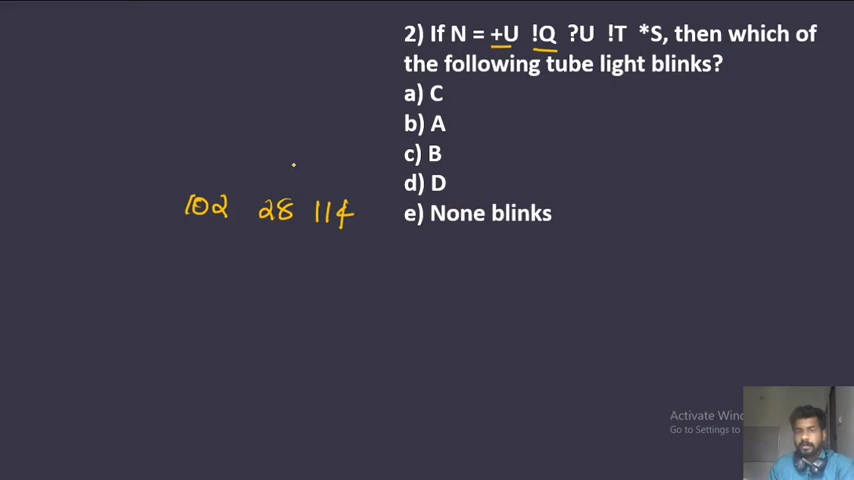 2) If N = +U !Q ?U !T *S, then which of
the following tube light blinks?
a) C
b) A
c) B
d) D
e) None blinks
102 28 114
Activate Wind
Go to Settings to